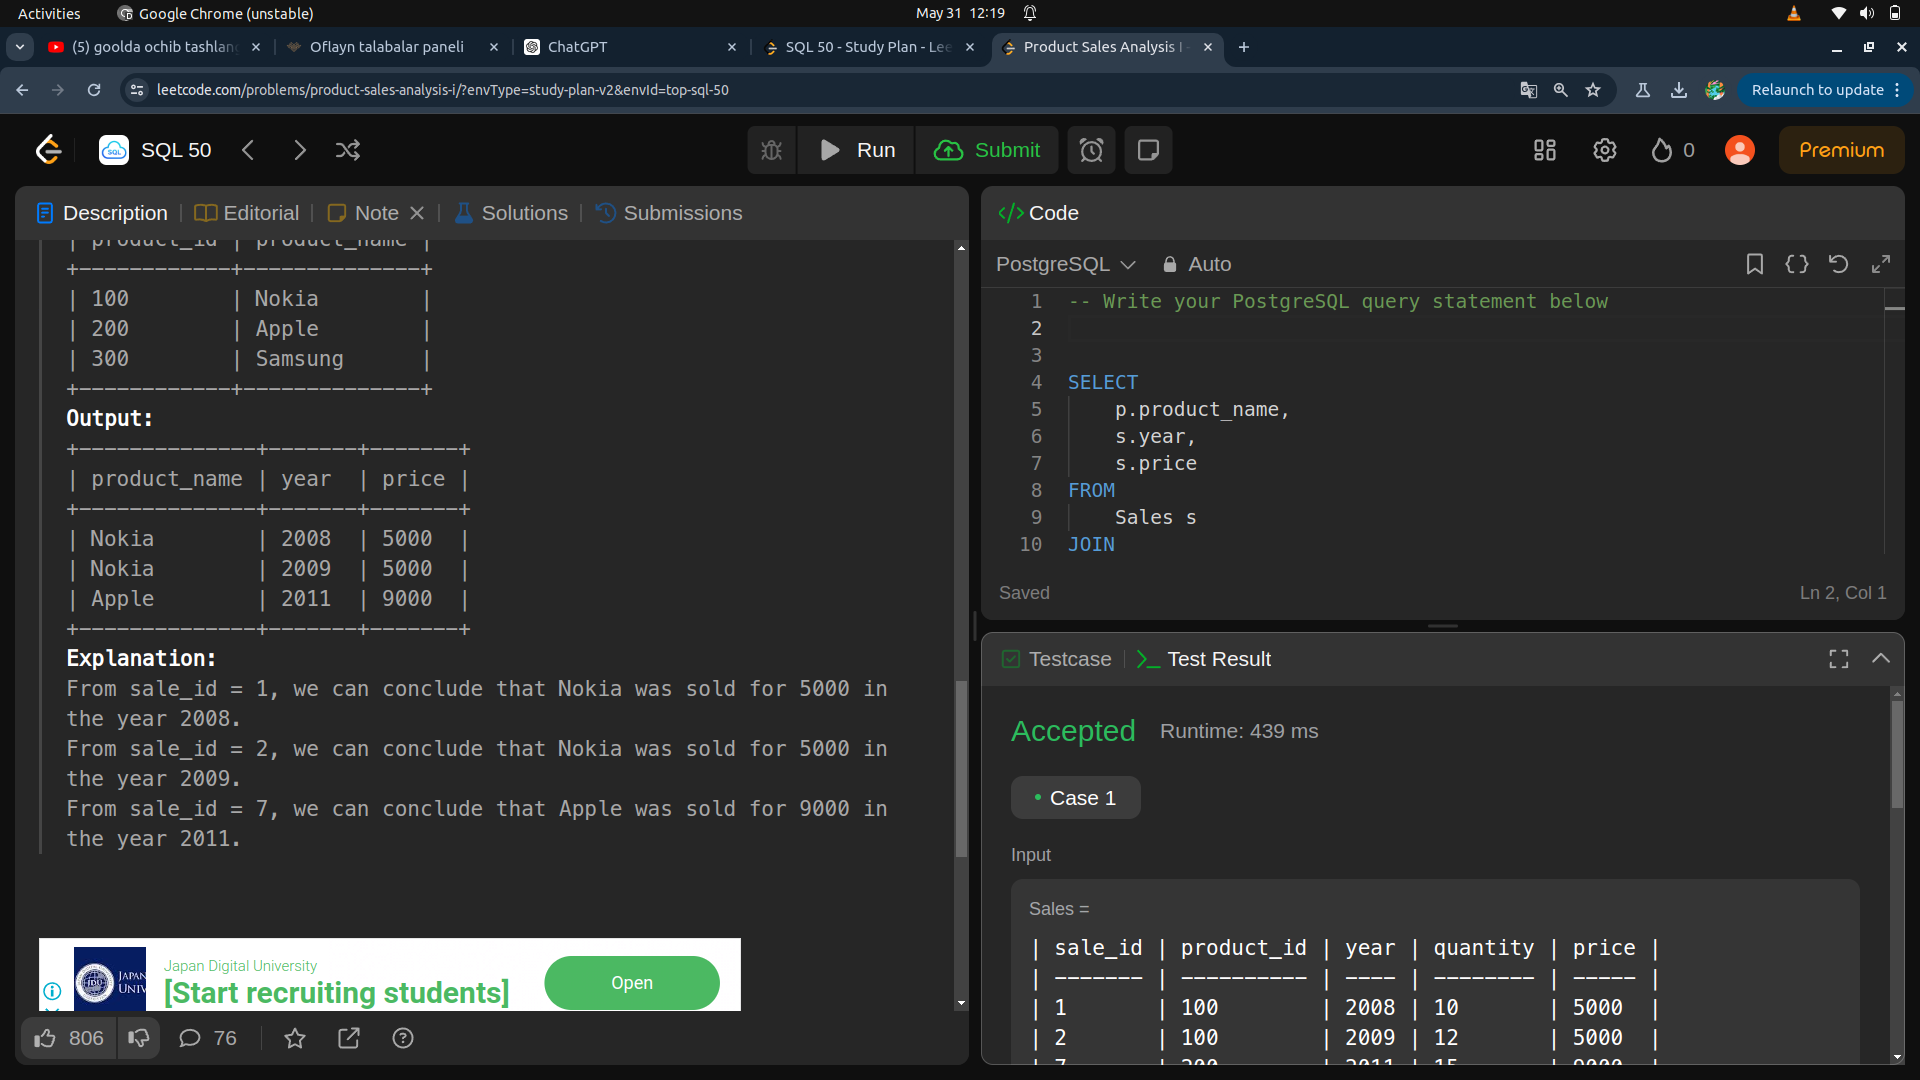 Activities
Google Chrome (unstable)
May 31 12:19
(5) goolda ochib tashlan
Oflayn talabalar paneli
ChatGPT
SQL 50 - Study Plan - Lee
Product Sales Analysis I -
leetcode.com/problems/product-sales-analysis-i/?envType=study-plan-v2&envId=top-sql-50
Relaunch to update
SQL
SQL 50
Run
Submit
0
Premium
Description
Editorial
Note
Solutions
Submissions
| product_id | product_name |
+------------+--------------+
| 100 | Nokia |
| 200 | Apple |
| 300 | Samsung |
+------------+--------------+
Output:
+--------------+-------+-------+
| product_name | year | price |
+--------------+-------+-------+
| Nokia | 2008 | 5000 |
| Nokia | 2009 | 5000 |
| Apple | 2011 | 9000 |
+--------------+-------+-------+
Explanation:
From sale_id = 1, we can conclude that Nokia was sold for 5000 in
the year 2008.
From sale_id = 2, we can conclude that Nokia was sold for 5000 in
the year 2009.
From sale_id = 7, we can conclude that Apple was sold for 9000 in
the year 2011.
JDU
JAPAN
UNIV
Japan Digital University
[Start recruiting students]
Open
806
76
</> Code
PostgreSQL
Auto
1 -- Write your PostgreSQL query statement below
2
3
4 SELECT
5 p.product_name,
6 s.year,
7 s.price
8 FROM
9 Sales s
10 JOIN
Saved
Ln 2, Col 1
Testcase
Test Result
Accepted
Runtime: 439 ms
• Case 1
Input
Sales =
| sale_id | product_id | year | quantity | price |
| ------- | ---------- | ---- | -------- | ----- |
| 1 | 100 | 2008 | 10 | 5000 |
| 2 | 100 | 2009 | 12 | 5000 |
| 7 | 200 | 2011 | 15 | 9000 |